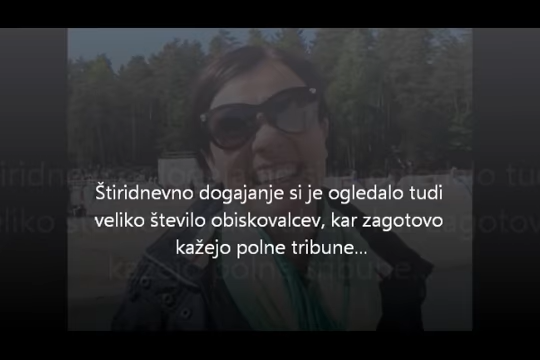 Štiridnevno dogajanje si je ogledalo tudi
veliko število obiskovalcev, kar zagotovo
kažejo polne tribune...